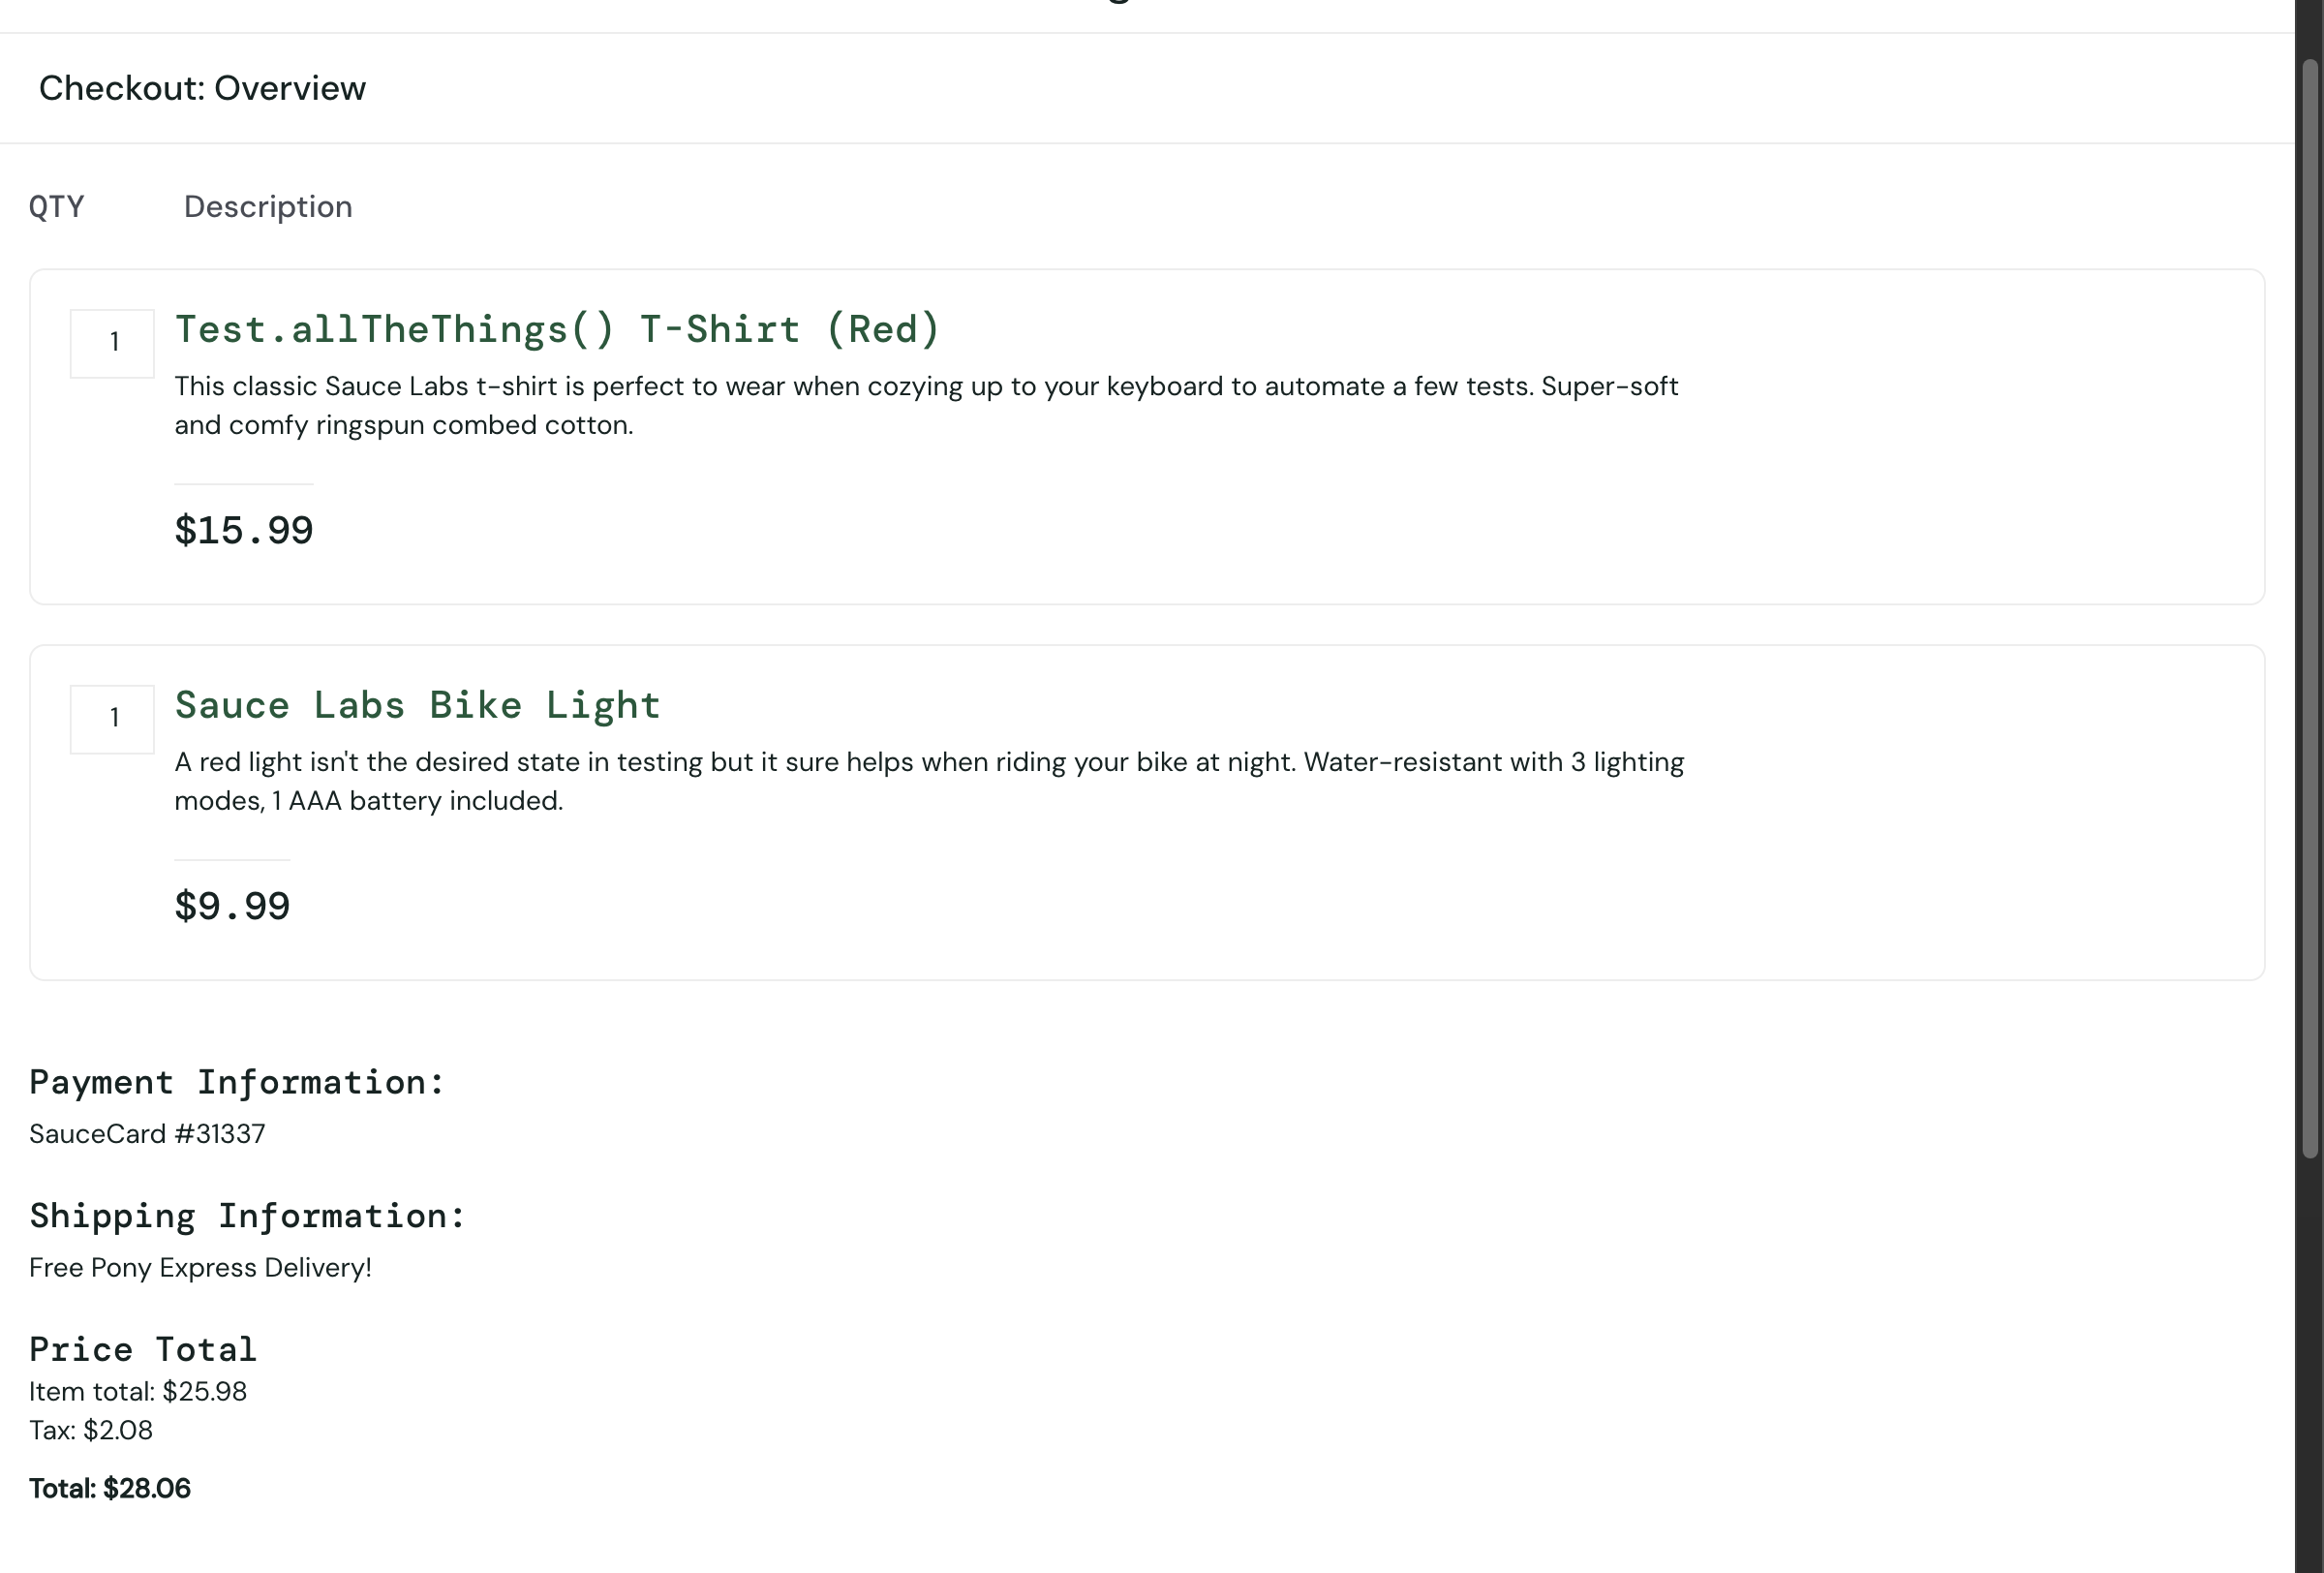 Checkout: Overview
QTY Description
1 Test.allTheThings() T-Shirt (Red)
This classic Sauce Labs t-shirt is perfect to wear when cozying up to your keyboard to automate a few tests. Super-soft
and comfy ringspun combed cotton.
$15.99
1 Sauce Labs Bike Light
A red light isn't the desired state in testing but it sure helps when riding your bike at night. Water-resistant with 3 lighting
modes, 1 AAA battery included.
$9.99
Payment Information:
SauceCard #31337
Shipping Information:
Free Pony Express Delivery!
Price Total
Item total: $25.98
Tax: $2.08
Total: $28.06